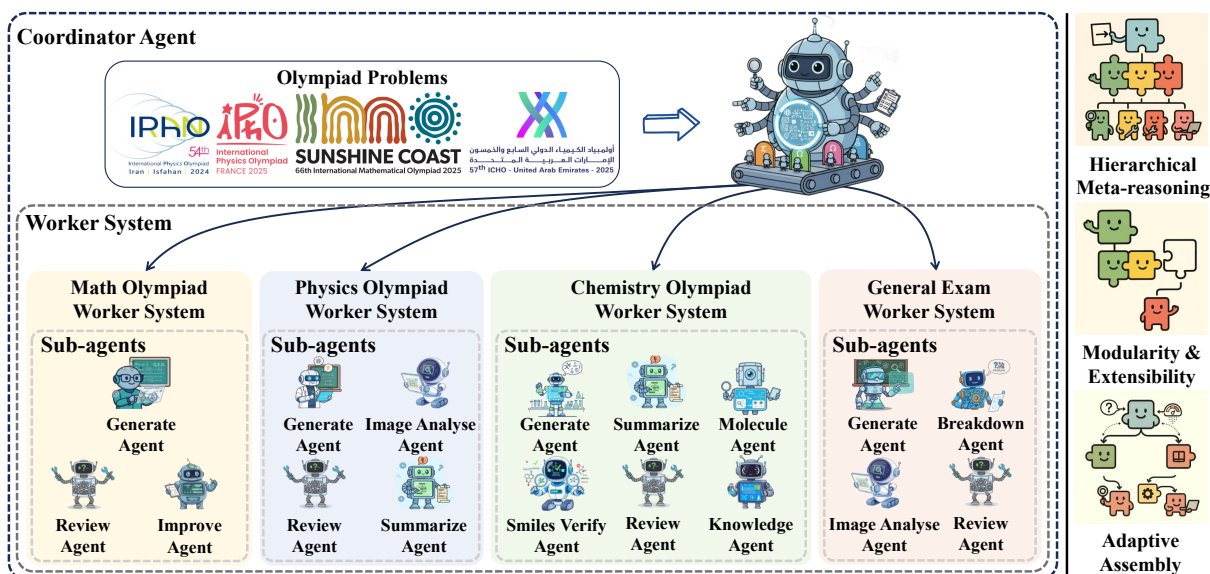 Coordinator Agent
Olympiad Problems
IPHO
54th
International Physics Olympiad
Iran | Isfahan | 2024
IPhO
International
Physics Olympiad
FRANCE 2025
SUNSHINE COAST
66th International Mathematical Olympiad 2025
أولمبياد الكيمياء الدولي السابع والخمسون
الإمارات العربية المتحدة
57th ICHO - United Arab Emirates - 2025
Worker System
Math Olympiad
Worker System
Sub-agents
Generate
Agent
Review
Agent
Improve
Agent
Physics Olympiad
Worker System
Sub-agents
Generate
Agent
Image Analyse
Agent
Review
Agent
Summarize
Agent
Chemistry Olympiad
Worker System
Sub-agents
Generate
Agent
Summarize
Agent
Molecule
Agent
Smiles Verify
Agent
Review
Agent
Knowledge
Agent
General Exam
Worker System
Sub-agents
Generate
Agent
Breakdown
Agent
Image Analyse
Agent
Review
Agent
Hierarchical
Meta-reasoning
Modularity &
Extensibility
?
Adaptive
Assembly